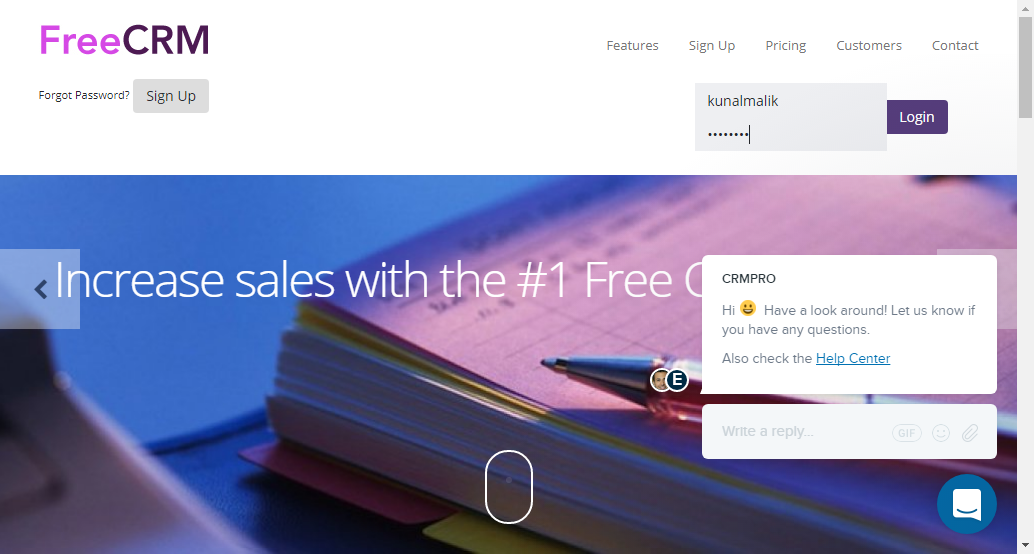 FreeCRM
Features Sign Up Pricing Customers Contact
Forgot Password? Sign Up
kunalmalik
••••••••
Login
Increase sales with the #1 Free C
CRMPRO
Hi 😀 Have a look around! Let us know if
you have any questions.
Also check the Help Center
E
Write a reply...
GIF